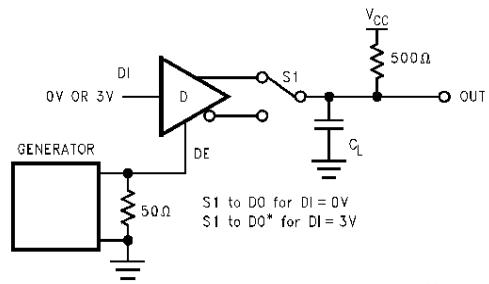 VCC
DI
S1
500Ω
0V OR 3V
D
OUT
DE
CL
GENERATOR
50Ω
S1 to DO for DI = 0V
S1 to DO* for DI = 3V